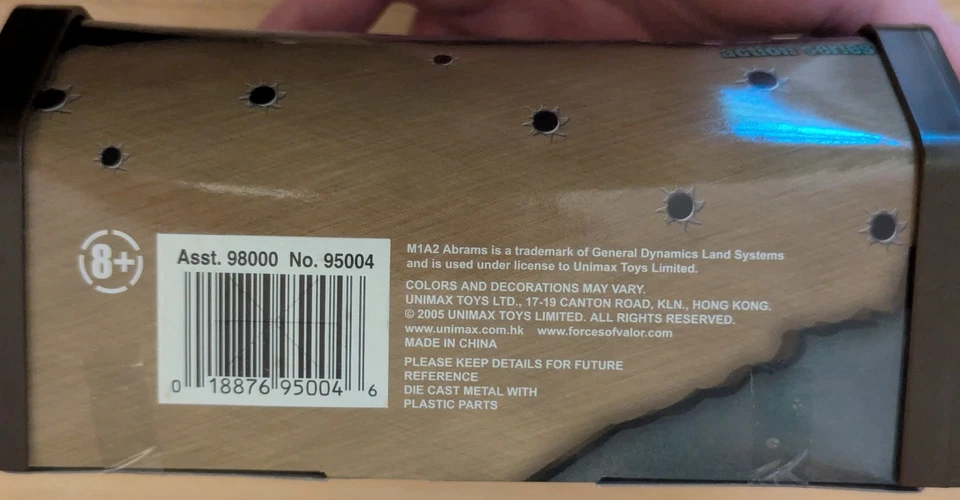 action series
8+
Asst. 98000 No. 95004
0 18876 95004 6
M1A2 Abrams is a trademark of General Dynamics Land Systems
and is used under license to Unimax Toys Limited.
COLORS AND DECORATIONS MAY VARY.
UNIMAX TOYS LTD., 17-19 CANTON ROAD, KLN., HONG KONG.
© 2005 UNIMAX TOYS LIMITED. ALL RIGHTS RESERVED.
www.unimax.com.hk www.forcesofvalor.com
MADE IN CHINA
PLEASE KEEP DETAILS FOR FUTURE
REFERENCE
DIE CAST METAL WITH
PLASTIC PARTS